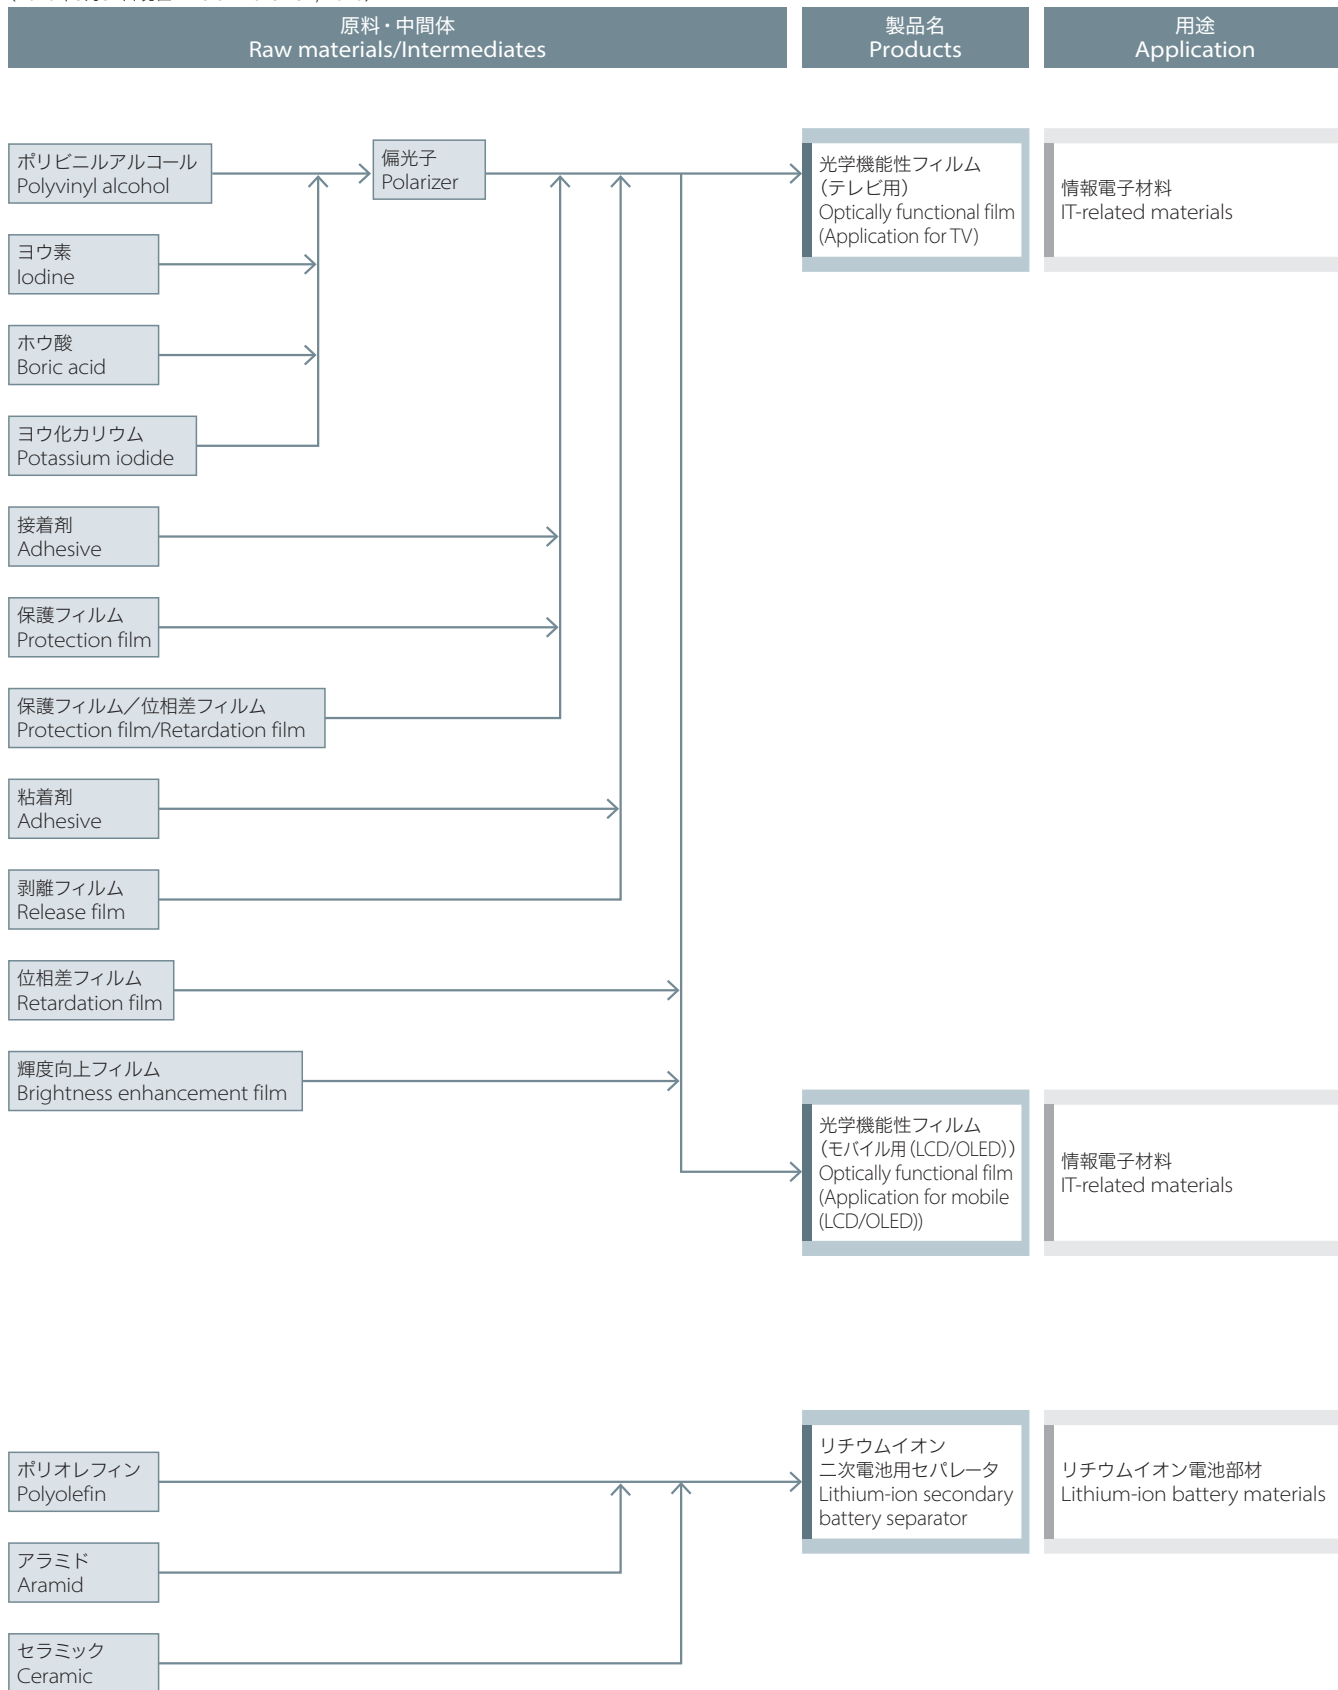 原料・中間体
Raw materials/Intermediates
製品名
Products
用途
Application
ポリビニルアルコール
Polyvinyl alcohol
偏光子
Polarizer
光学機能性フィルム
（テレビ用）
Optically functional film
(Application for TV)
情報電子材料
IT-related materials
ヨウ素
Iodine
ホウ酸
Boric acid
ヨウ化カリウム
Potassium iodide
接着剤
Adhesive
保護フィルム
Protection film
保護フィルム／位相差フィルム
Protection film/Retardation film
粘着剤
Adhesive
剥離フィルム
Release film
位相差フィルム
Retardation film
輝度向上フィルム
Brightness enhancement film
光学機能性フィルム
（モバイル用（LCD/OLED））
Optically functional film
(Application for mobile
(LCD/OLED))
情報電子材料
IT-related materials
ポリオレフィン
Polyolefin
リチウムイオン
二次電池用セパレータ
Lithium-ion secondary
battery separator
リチウムイオン電池部材
Lithium-ion battery materials
アラミド
Aramid
セラミック
Ceramic